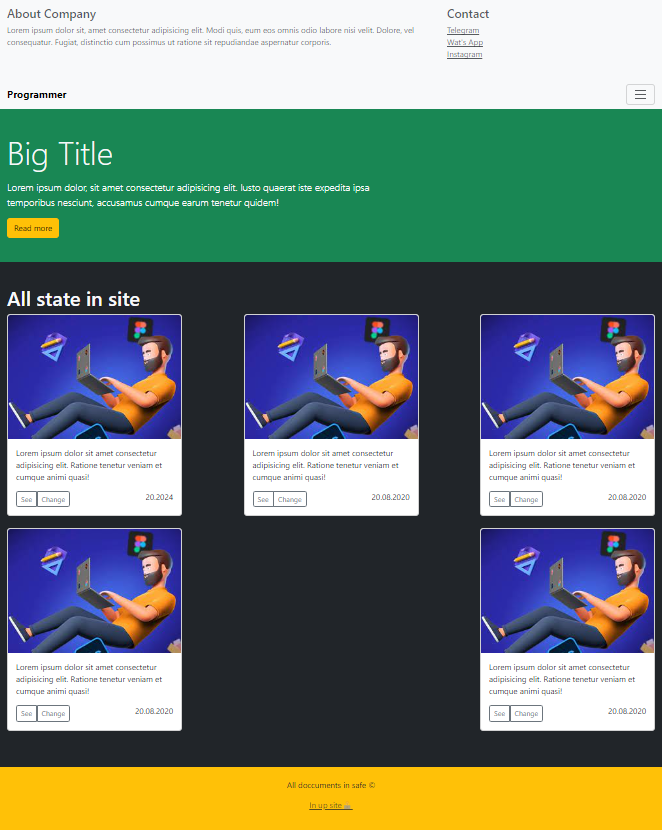 About Company
Lorem ipsum dolor sit amet, consectetur adipisicing elit. Modi quis, eum eos omnis odio labore nisi velit. Dolore, vel
consequatur. Fugiat, distinctio cum possimus ut ratione sit repudiandae aspernatur corporis.
Contact
Telegram
Wat's App
Instagram
Programmer
Big Title
Lorem ipsum dolor, sit amet consectetur adipisicing elit. Iusto quaerat iste expedita ipsa
temporibus nesciunt, accusamus cumque earum tenetur quidem!
Read more
All state in site
Lorem ipsum dolor sit amet consectetur
adipisicing elit. Ratione tenetur veniam et
cumque animi quasi!
See Change 20.2024
Lorem ipsum dolor sit amet consectetur
adipisicing elit. Ratione tenetur veniam et
cumque animi quasi!
See Change 20.08.2020
Lorem ipsum dolor sit amet consectetur
adipisicing elit. Ratione tenetur veniam et
cumque animi quasi!
See Change 20.08.2020
Lorem ipsum dolor sit amet consectetur
adipisicing elit. Ratione tenetur veniam et
cumque animi quasi!
See Change 20.08.2020
Lorem ipsum dolor sit amet consectetur
adipisicing elit. Ratione tenetur veniam et
cumque animi quasi!
See Change 20.08.2020
All doccuments in safe ©
In up site